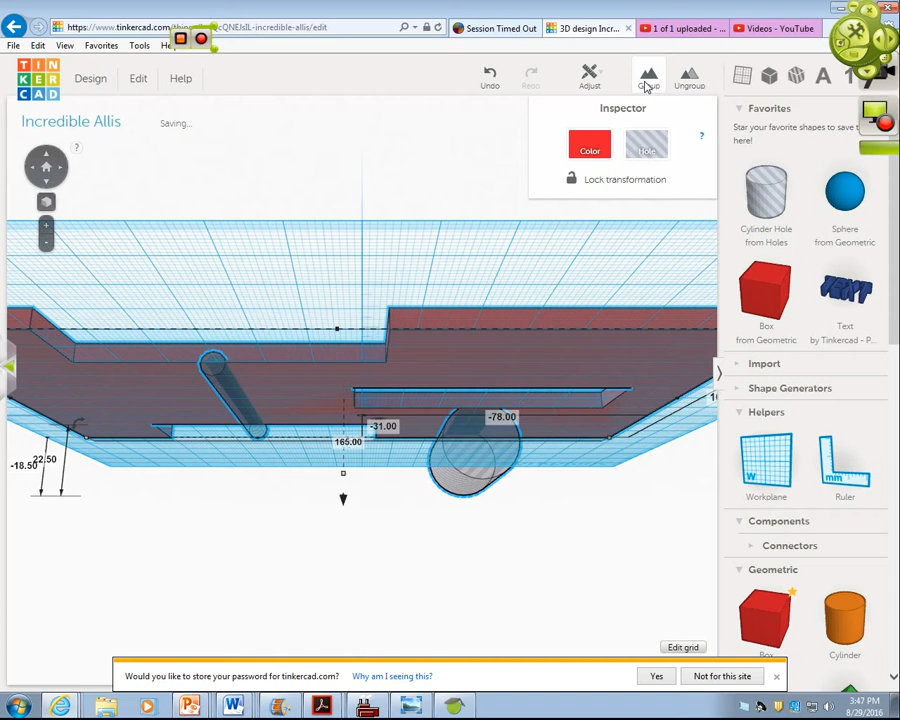 https://www.tinkercad.com/
QNEJsIL-incredible-allis/edit
Session Timed Out
3D design Incr...
1 of 1 uploaded - ...
Videos - YouTube
File Edit View Favorites Tools
TIN
KER
CAD
Design Edit Help
Undo
Redo
Adjust
Group
Ungroup
Incredible Allis
Saving...
?
Inspector
Color
Hole
?
Lock transformation
Favorites
Star your favorite shapes to save
here!
Cylinder Hole
from Holes
Sphere
from Geometric
Box
from Geometric
TEXT
Text
by Tinkercad - P...
Import
Shape Generators
Helpers
Workplane
mm
Ruler
Components
Connectors
Geometric
Box
Cylinder
-78.00
-31.00
165.00
-18.50
22.50
Edit grid
Would you like to store your password for tinkercad.com?
Why am I seeing this?
Yes
Not for this site
3:47 PM
8/29/2016